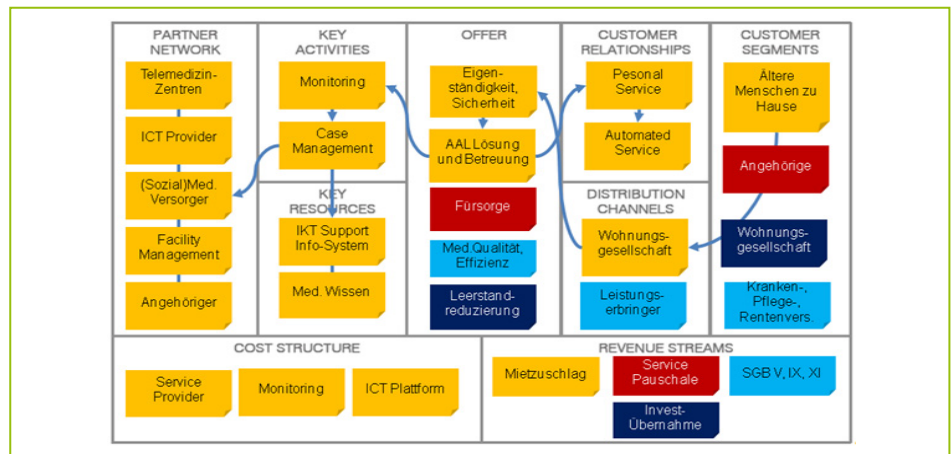 PARTNER
NETWORK
Telemedizin-
Zentren
ICT Provider
(Sozial)Med.
Versorger
Facility
Management
Angehöriger
KEY
ACTIVITIES
Monitoring
Case
Management
KEY
RESOURCES
IKT Support
Info-System
Med. Wissen
OFFER
Eigen-
ständigkeit,
Sicherheit
AAL Lösung
und Betreuung
Fürsorge
Med.Qualität,
Effizienz
Leerstand-
reduzierung
CUSTOMER
RELATIONSHIPS
Pesonal
Service
Automated
Service
DISTRIBUTION
CHANNELS
Wohnungs-
gesellschaft
Leistungs-
erbringer
CUSTOMER
SEGMENTS
Ältere
Menschen zu
Hause
Angehörige
Wohnungs-
gesellschaft
Kranken-,
Pflege-,
Rentenvers.
COST STRUCTURE
Service
Provider
Monitoring
ICT Plattform
REVENUE STREAMS
Mietzuschlag
Service
Pauschale
Invest-
Übernahme
SGB V, IX, XI